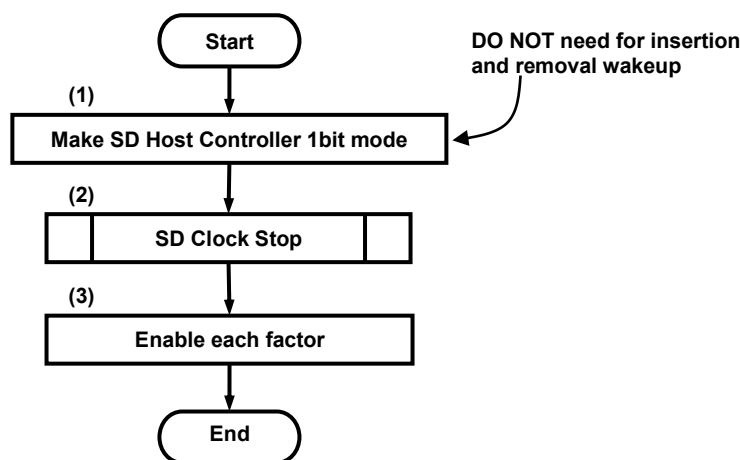 Start
DO NOT need for insertion
and removal wakeup
(1)
Make SD Host Controller 1bit mode
(2)
SD Clock Stop
(3)
Enable each factor
End